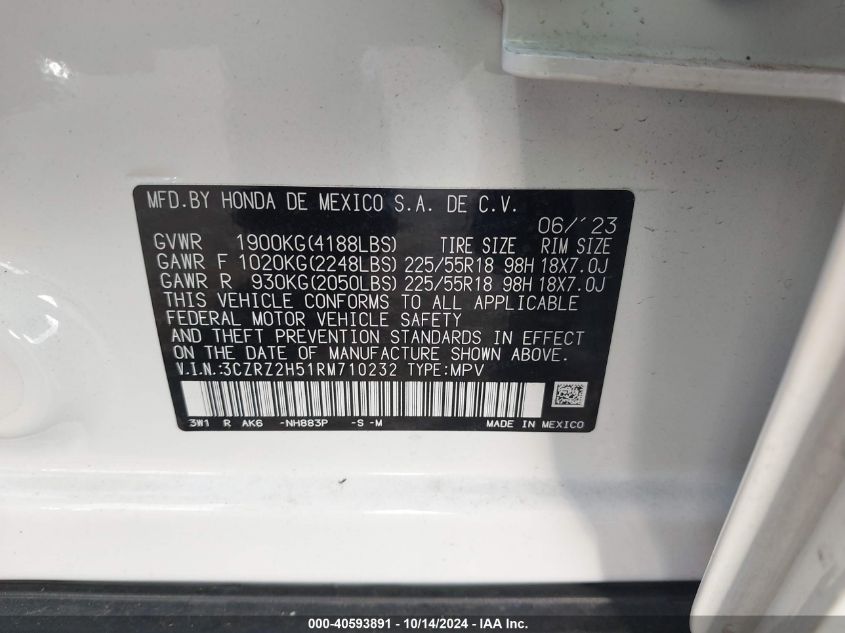 MFD.BY HONDA DE MEXICO S.A. DE C.V.
06/'23
GVWR 1900KG(4188LBS) TIRE SIZE RIM SIZE
GAWR F 1020KG(2248LBS) 225/55R18 98H 18X7.0J
GAWR R 930KG(2050LBS) 225/55R18 98H 18X7.0J
THIS VEHICLE CONFORMS TO ALL APPLICABLE
FEDERAL MOTOR VEHICLE SAFETY
AND THEFT PREVENTION STANDARDS IN EFFECT
ON THE DATE OF MANUFACTURE SHOWN ABOVE.
V.I.N.:3CZRZ2H51RM710232 TYPE:MPV
3W1 R AK6 -NH883P -S -M MADE IN MEXICO
000-40593891 - 10/14/2024 - IAA Inc.